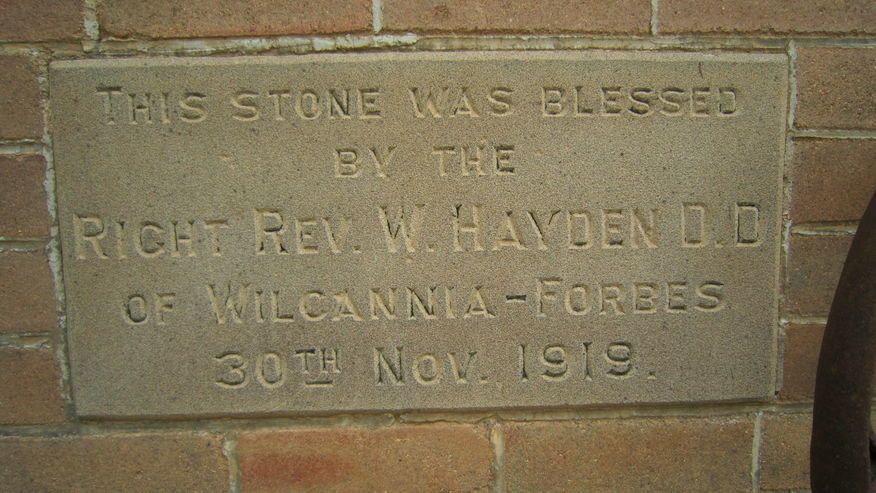 THIS STONE WAS BLESSED
BY THE
RIGHT REV. W. HAYDEN D.D
OF WILCANNIA-FORBES
30TH NOV. 1919.